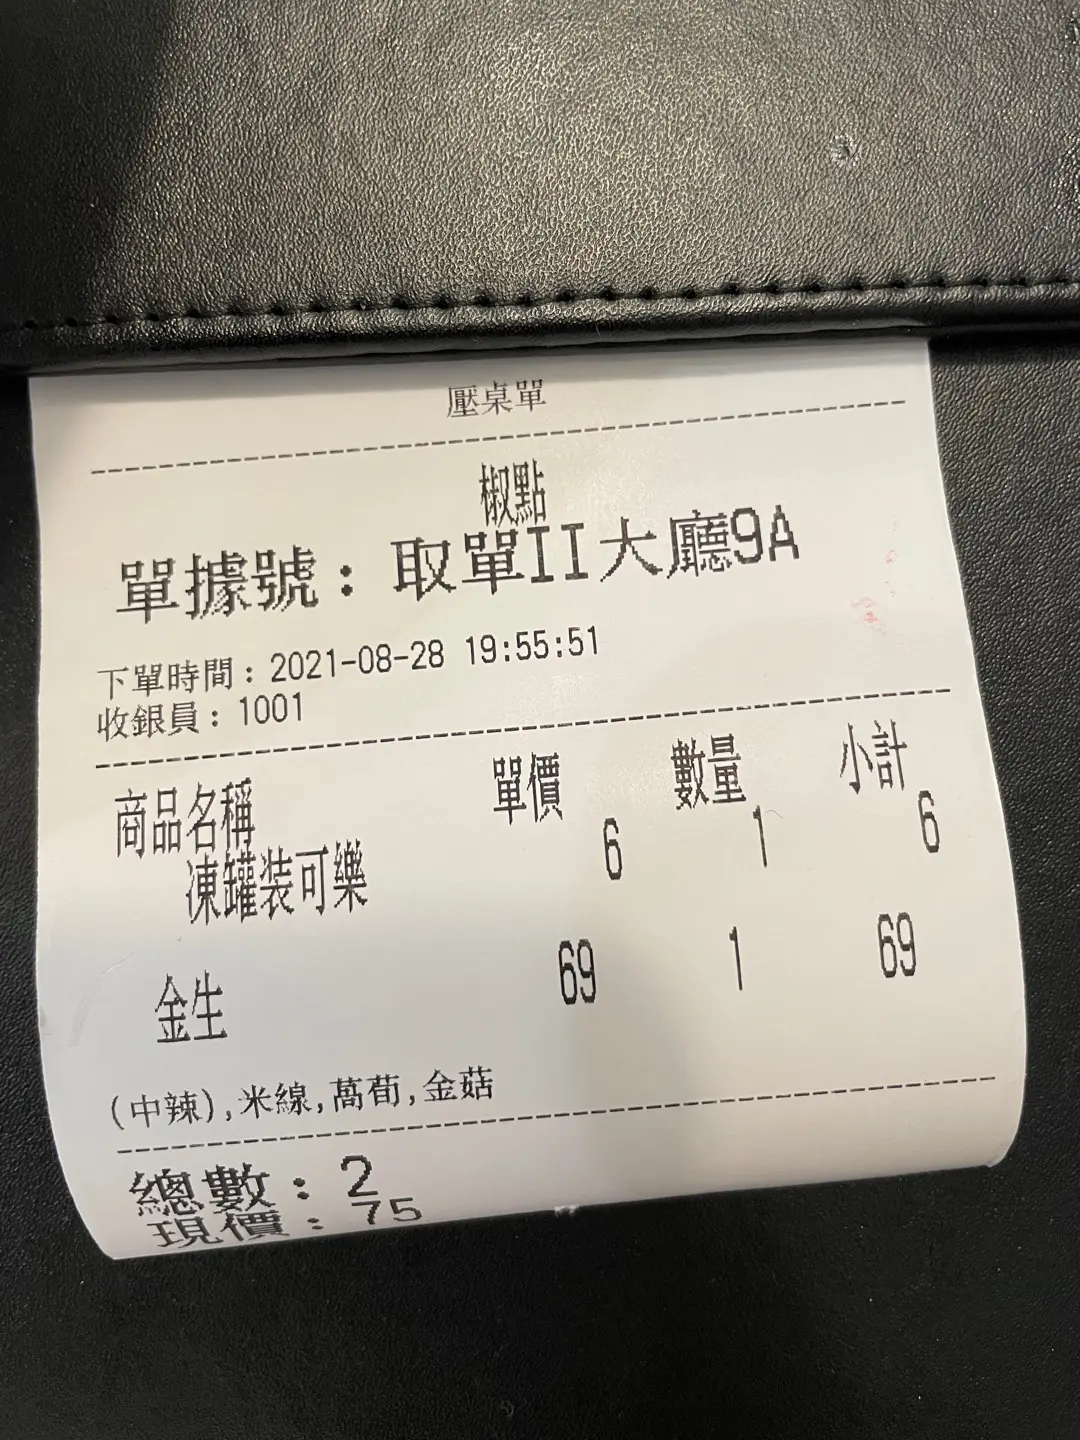 壓桌單
椒點
單據號：取單II大廳9A
下單時間：2021-08-28 19:55:51
收銀員：1001
商品名稱 單價 數量 小計
凍罐裝可樂 6 1 6
金生 69 1 69
(中辣),米線,萵荀,金菇
總數：2
現價：75